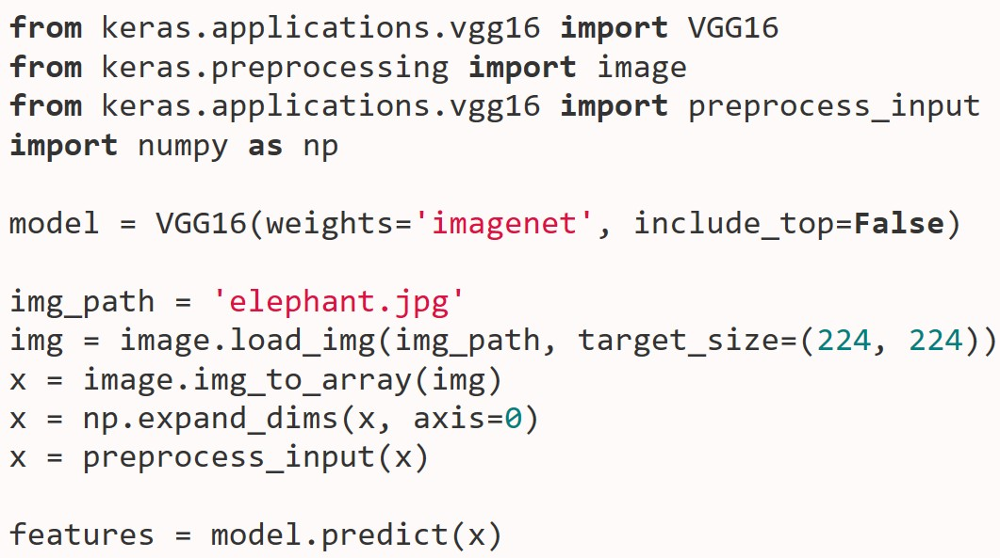 from keras.applications.vgg16 import VGG16
from keras.preprocessing import image
from keras.applications.vgg16 import preprocess_input
import numpy as np
model = VGG16(weights='imagenet', include_top=False)
img_path = 'elephant.jpg'
img = image.load_img(img_path, target_size=(224, 224))
x = image.img_to_array(img)
x = np.expand_dims(x, axis=0)
x = preprocess_input(x)
features = model.predict(x)